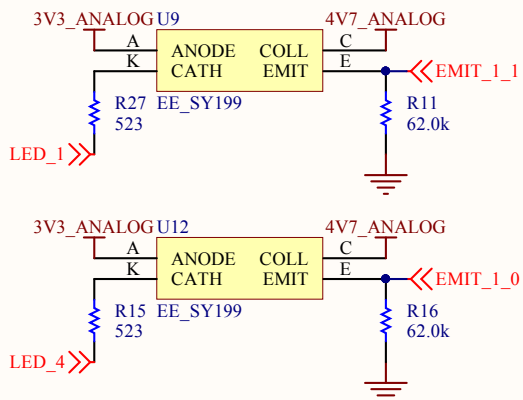 3V3_ANALOG U9 4V7_ANALOG
A ANODE COLL C
K CATH EMIT E EMIT_1_1
R27 EE_SY199 R11
523 62.0k
LED_1
3V3_ANALOG U12 4V7_ANALOG
A ANODE COLL C
K CATH EMIT E EMIT_1_0
R15 EE_SY199 R16
523 62.0k
LED_4